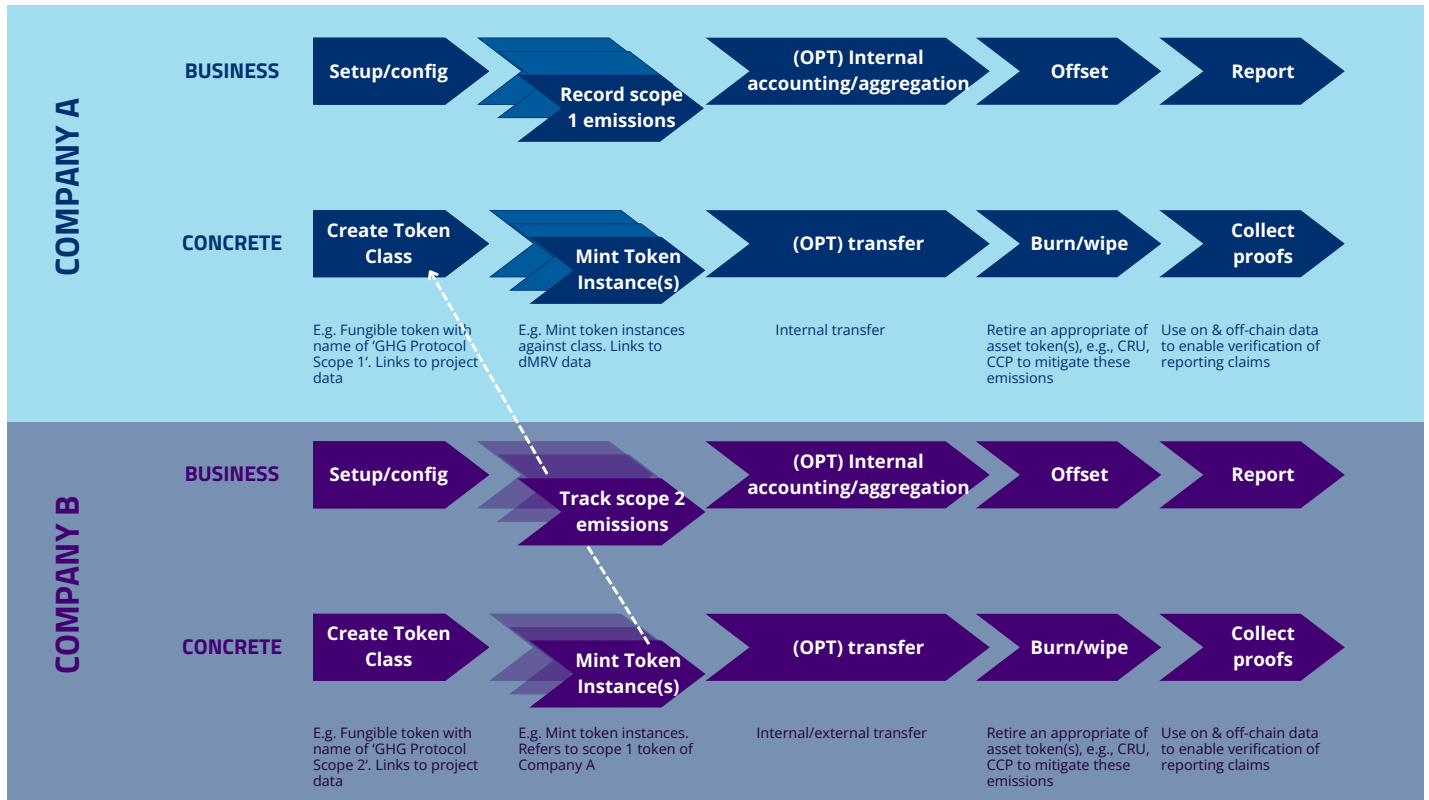 COMPANY A
BUSINESS
Setup/config
Record scope
1 emissions
(OPT) Internal
accounting/aggregation
Offset
Report
CONCRETE
Create Token
Class
Mint Token
Instance(s)
(OPT) transfer
Burn/wipe
Collect
proofs
E.g. Fungible token with
name of ‘GHG Protocol
Scope 1’. Links to project
data
E.g. Mint token instances
against class. Links to
dMRV data
Internal transfer
Retire an appropriate of
asset token(s), e.g., CRU,
CCP to mitigate these
emissions
Use on & off-chain data
to enable verification of
reporting claims
COMPANY B
BUSINESS
Setup/config
Track scope 2
emissions
(OPT) Internal
accounting/aggregation
Offset
Report
CONCRETE
Create Token
Class
Mint Token
Instance(s)
(OPT) transfer
Burn/wipe
Collect
proofs
E.g. Fungible token with
name of ‘GHG Protocol
Scope 2’. Links to project
data
E.g. Mint token instances.
Refers to scope 1 token of
Company A
Internal/external transfer
Retire an appropriate of
asset token(s), e.g., CRU,
CCP to mitigate these
emissions
Use on & off-chain data
to enable verification of
reporting claims